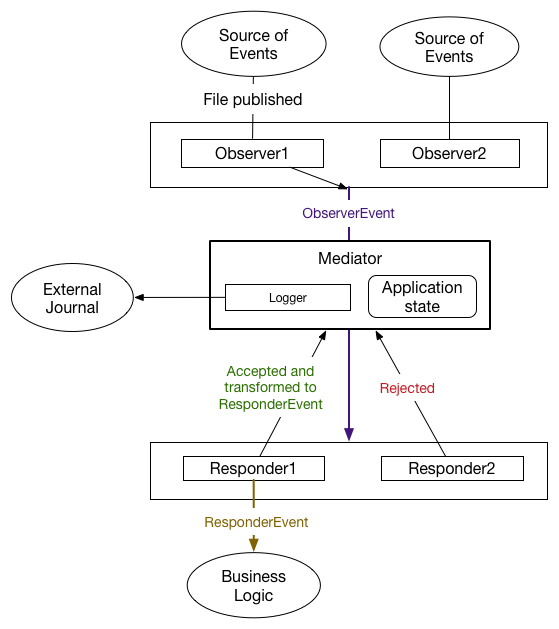 Source of
Events
Source of
Events
File published
Observer1
Observer2
ObserverEvent
Mediator
External
Journal
Logger
Application
state
Accepted and
transformed to
ResponderEvent
Rejected
Responder1
Responder2
ResponderEvent
Business
Logic